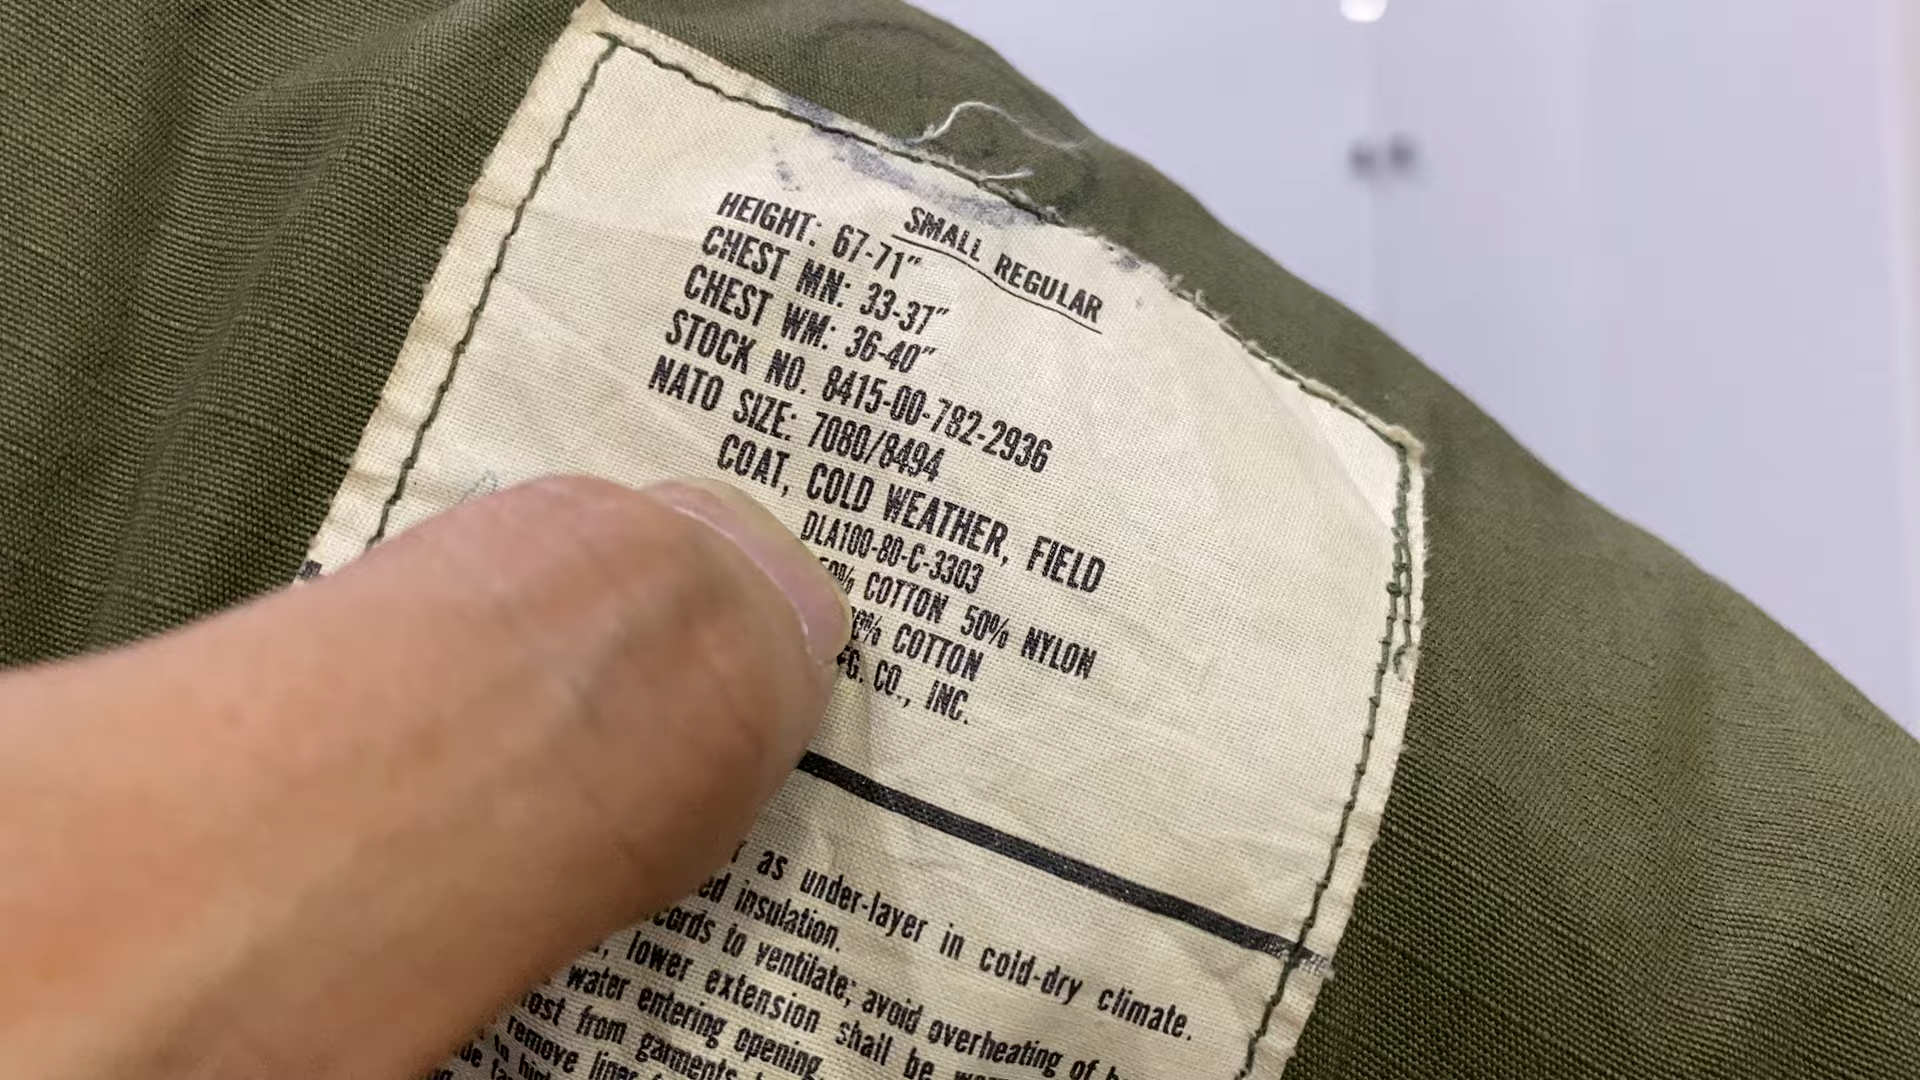 SMALL REGULAR
HEIGHT: 67-71"
CHEST MN: 33-37"
CHEST WM: 36-40"
STOCK NO. 8415-00-782-2936
NATO SIZE: 7080/8494
COAT, COLD WEATHER, FIELD
DLA100-80-C-3303
COTTON 50% NYLON
COTTON
CO., INC.
as under-layer in cold-dry climate.
insulation.
to ventilate; avoid overheating of
lower extension shall be
water entering opening.
from garments
remove liner